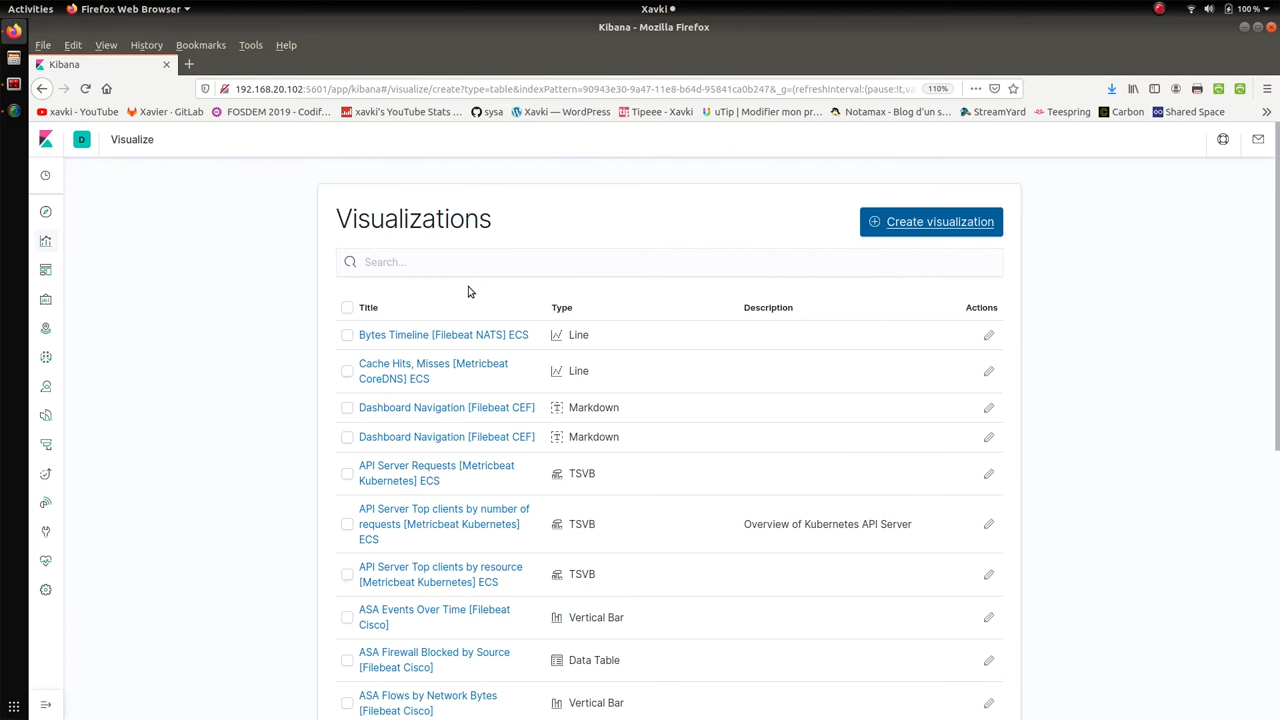 Activities
Firefox Web Browser
Xavki
100 %
Kibana - Mozilla Firefox
File Edit View History Bookmarks Tools Help
Kibana
192.168.20.102:5601/app/kibana#/visualize/create?type=table&indexPattern=90943e30-9a47-11e8-b64d-95841ca0b247&_g=(refreshInterval:(pause:!t,va
110%
xavki - YouTube
Xavier · GitLab
FOSDEM 2019 - Codif...
xavki's YouTube Stats ...
sysa
Xavki — WordPress
Tipeee - Xavki
uTip | Modifier mon pr...
Notamax - Blog d'un s...
StreamYard
Teespring
Carbon
Shared Space
D
Visualize
Visualizations
Create visualization
Search...
Title Type Description Actions
Bytes Timeline [Filebeat NATS] ECS Line
Cache Hits, Misses [Metricbeat
CoreDNS] ECS
Line
Dashboard Navigation [Filebeat CEF] Markdown
Dashboard Navigation [Filebeat CEF] Markdown
API Server Requests [Metricbeat
Kubernetes] ECS
TSVB
API Server Top clients by number of
requests [Metricbeat Kubernetes]
ECS
TSVB
Overview of Kubernetes API Server
API Server Top clients by resource
[Metricbeat Kubernetes] ECS
TSVB
ASA Events Over Time [Filebeat
Cisco]
Vertical Bar
ASA Firewall Blocked by Source
[Filebeat Cisco]
Data Table
ASA Flows by Network Bytes
[Filebeat Cisco]
Vertical Bar